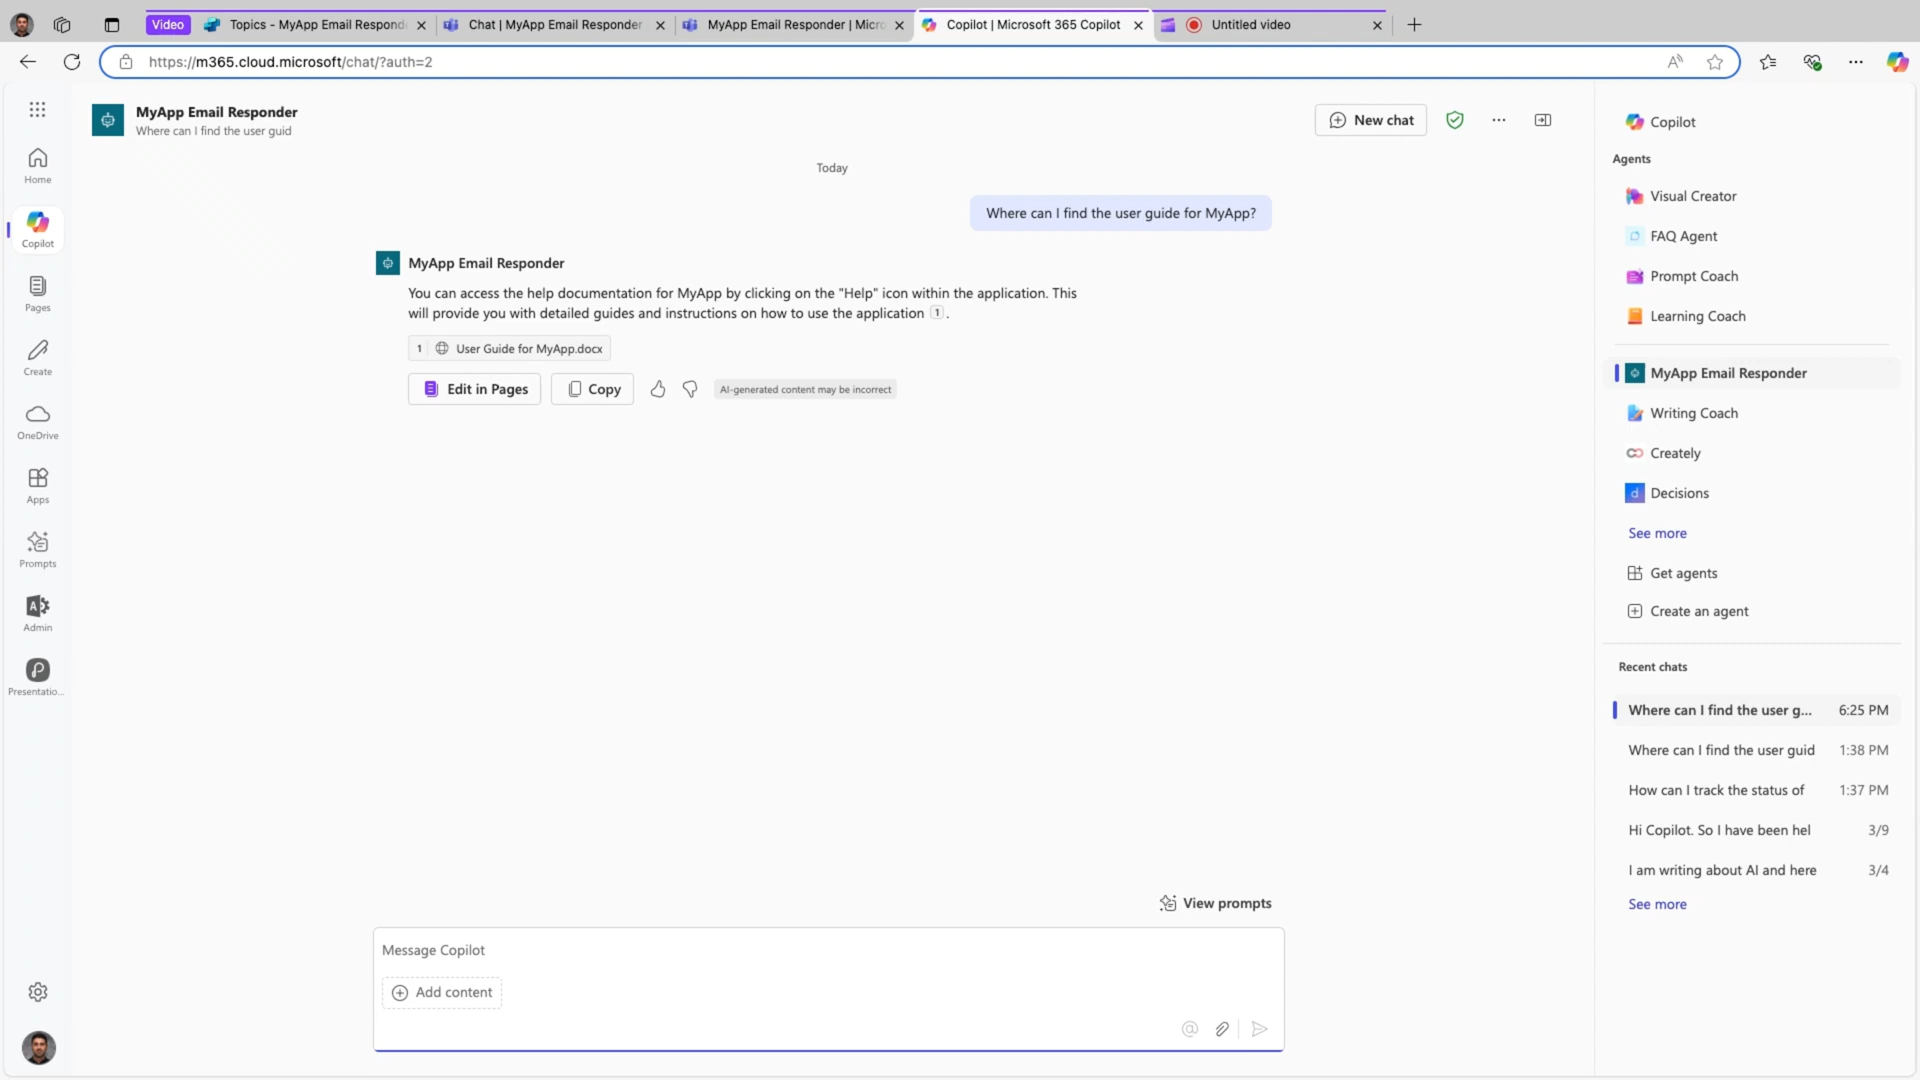 Video
Topics - MyApp Email Respond
Chat | MyApp Email Responder
MyApp Email Responder | Micro
Copilot | Microsoft 365 Copilot
Untitled video
https://m365.cloud.microsoft/chat/?auth=2
MyApp Email Responder
Where can I find the user guid
New chat
Home
Copilot
Pages
Create
OneDrive
Apps
Prompts
Admin
Presentatio...
Today
Where can I find the user guide for MyApp?
MyApp Email Responder
You can access the help documentation for MyApp by clicking on the "Help" icon within the application. This
will provide you with detailed guides and instructions on how to use the application 1 .
1 User Guide for MyApp.docx
Edit in Pages
Copy
AI-generated content may be incorrect
View prompts
Message Copilot
Add content
Copilot
Agents
Visual Creator
FAQ Agent
Prompt Coach
Learning Coach
MyApp Email Responder
Writing Coach
Creately
Decisions
See more
Get agents
Create an agent
Recent chats
Where can I find the user g... 6:25 PM
Where can I find the user guid 1:38 PM
How can I track the status of 1:37 PM
Hi Copilot. So I have been hel 3/9
I am writing about AI and here 3/4
See more